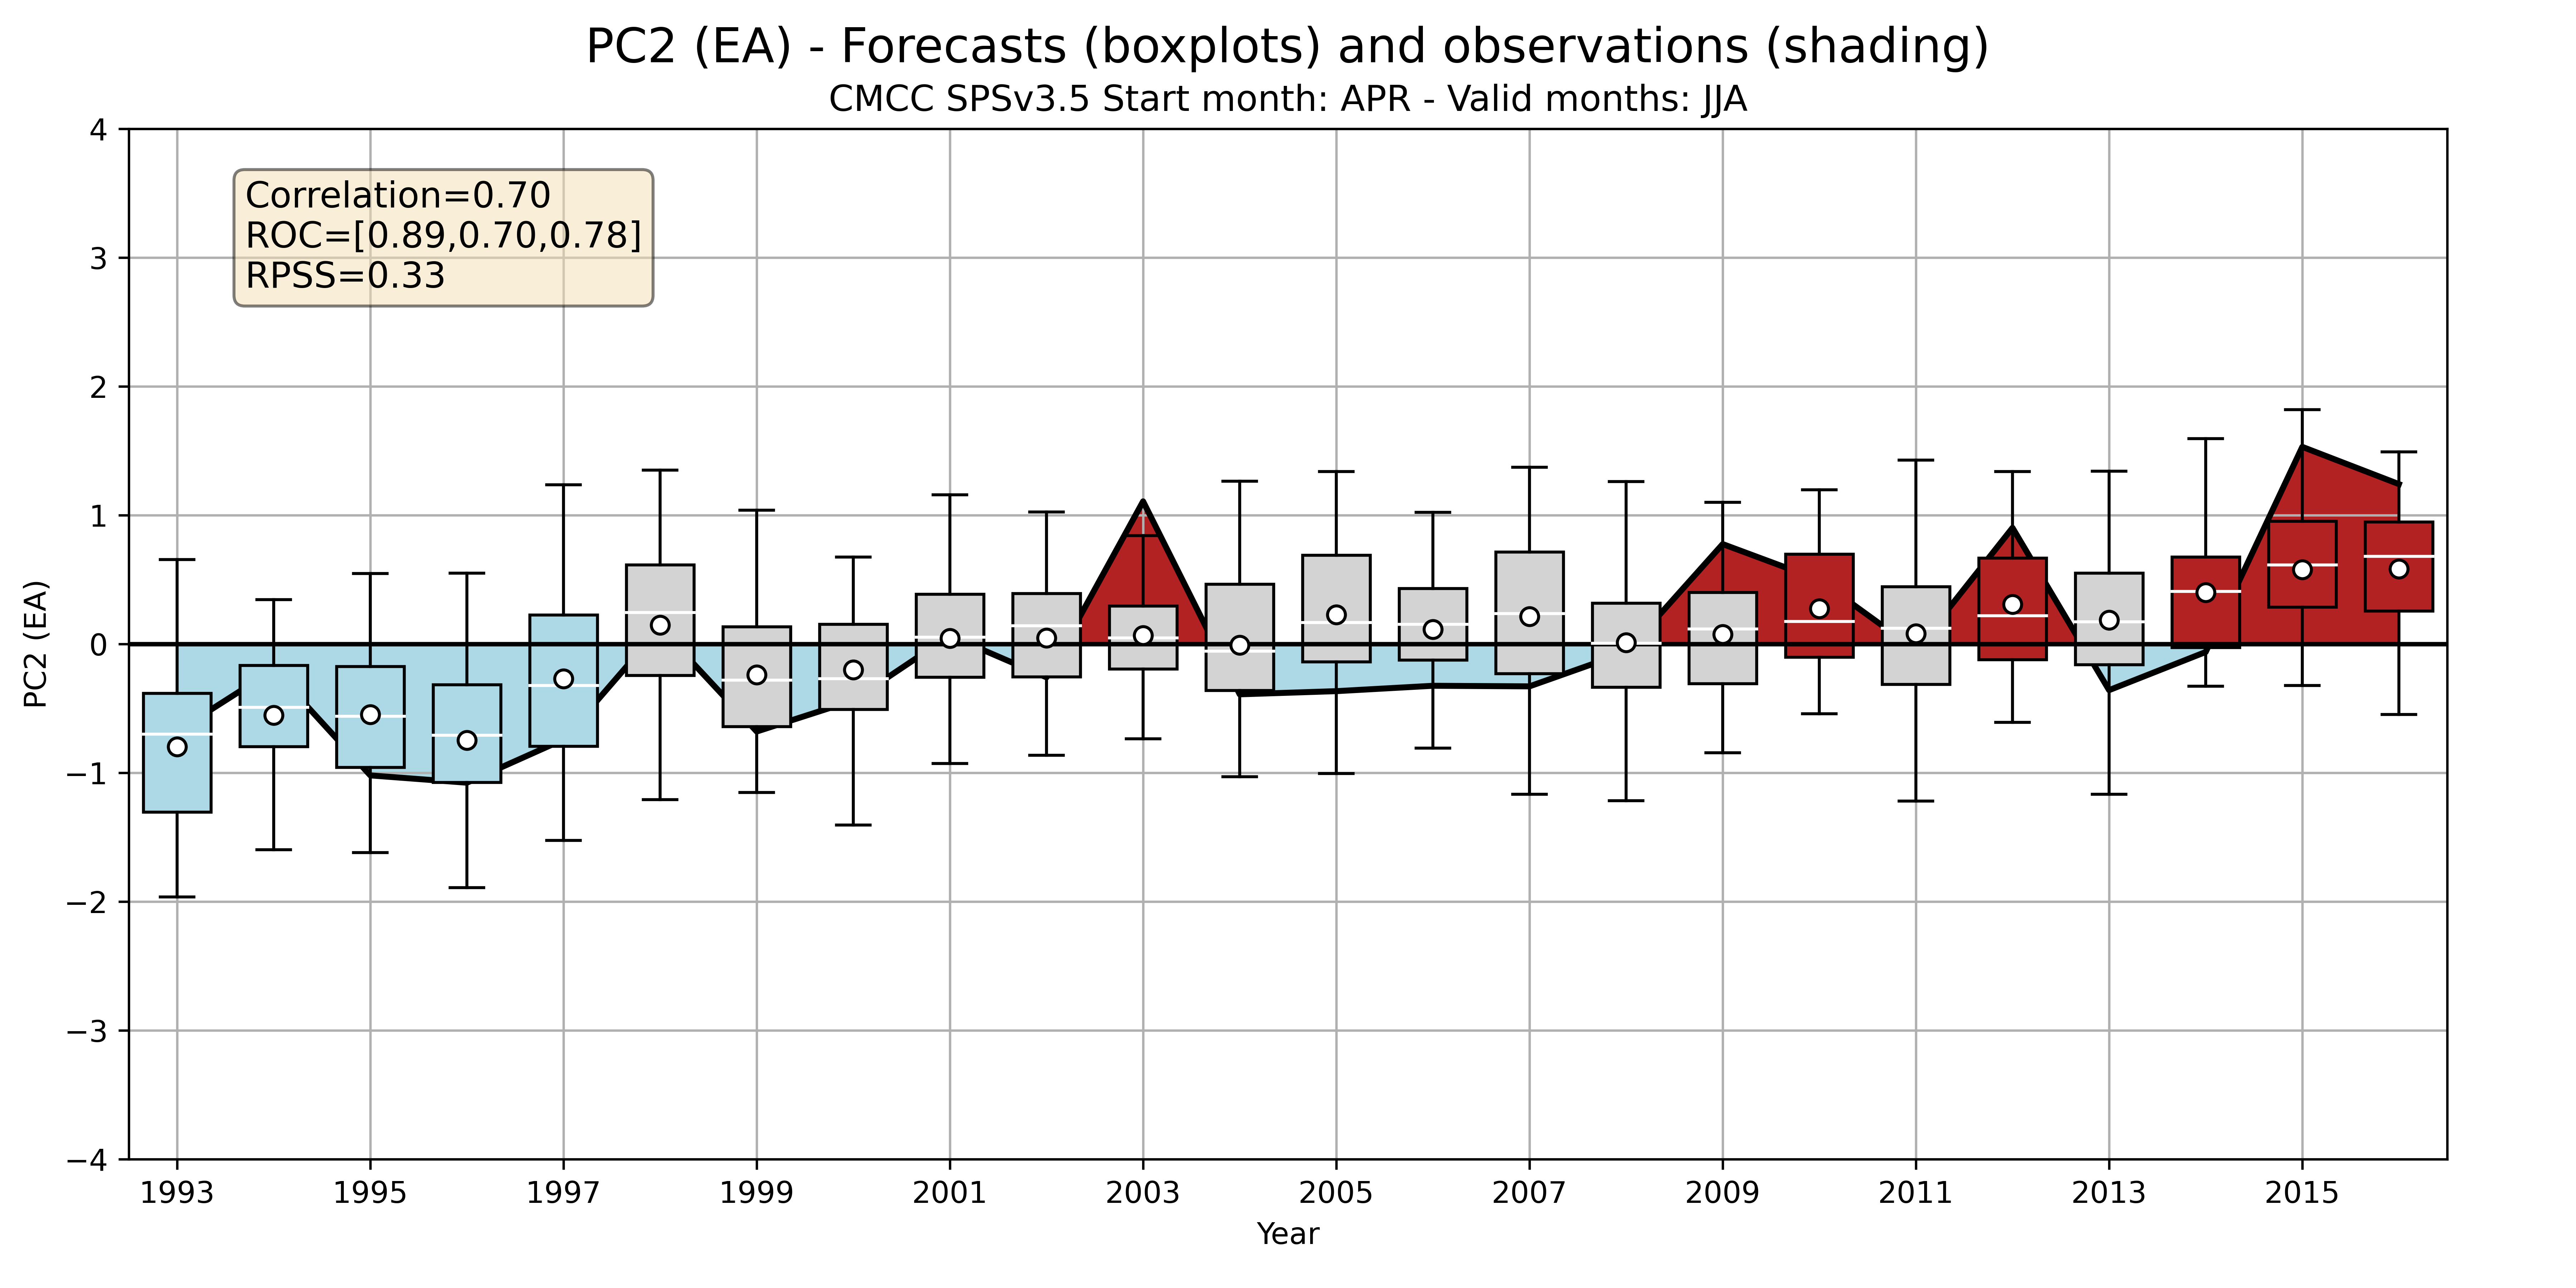 PC2 (EA) - Forecasts (boxplots) and observations (shading)
CMCC SPSv3.5 Start month: APR - Valid months: JJA
4
3
2
1
0
−1
−2
−3
−4
PC2 (EA)
Correlation=0.70
ROC=[0.89,0.70,0.78]
RPSS=0.33
1993 1995 1997 1999 2001 2003 2005 2007 2009 2011 2013 2015
Year